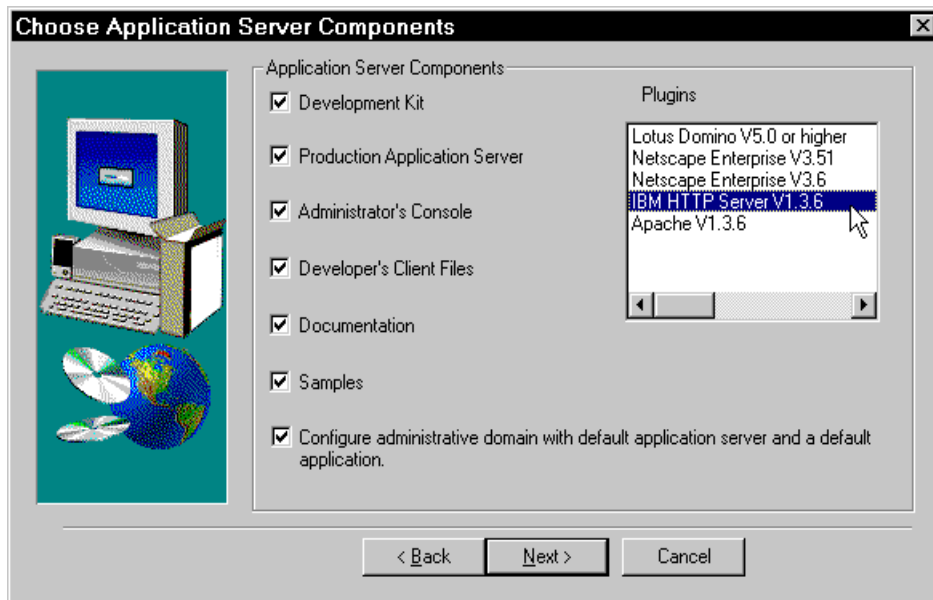 Choose Application Server Components
Application Server Components
Development Kit
Production Application Server
Administrator's Console
Developer's Client Files
Documentation
Samples
Configure administrative domain with default application server and a default
application.
Plugins
Lotus Domino V5.0 or higher
Netscape Enterprise V3.51
Netscape Enterprise V3.6
IBM HTTP Server V1.3.6
Apache V1.3.6
< Back
Next >
Cancel